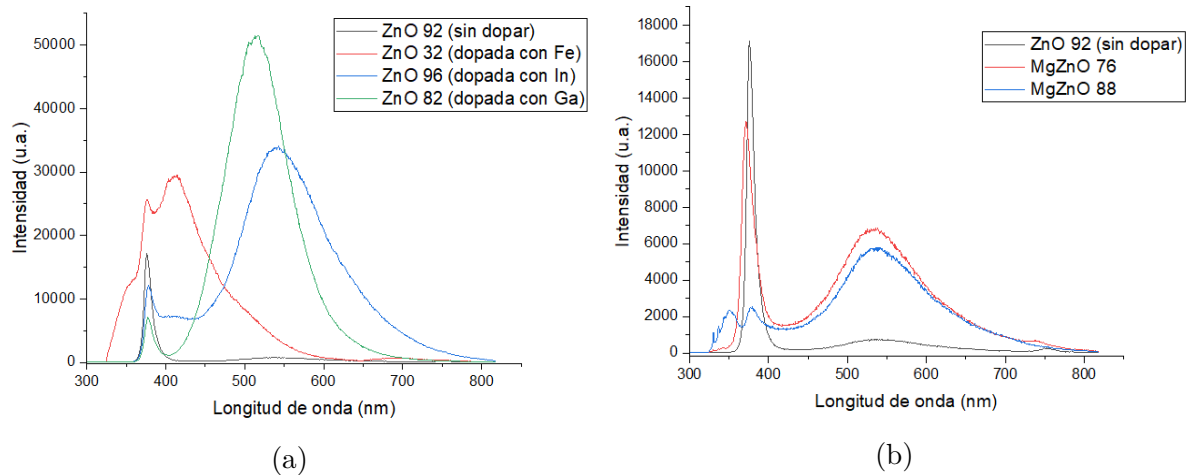 ZnO 92 (sin dopar)
ZnO 32 (dopada con Fe)
ZnO 96 (dopada con In)
ZnO 82 (dopada con Ga)
50000
40000
30000
20000
10000
0
Intensidad (u.a.)
300 400 500 600 700 800
Longitud de onda (nm)
(a)
ZnO 92 (sin dopar)
MgZnO 76
MgZnO 88
18000
16000
14000
12000
10000
8000
6000
4000
2000
0
Intensidad (u.a.)
300 400 500 600 700 800
Longitud de onda (nm)
(b)